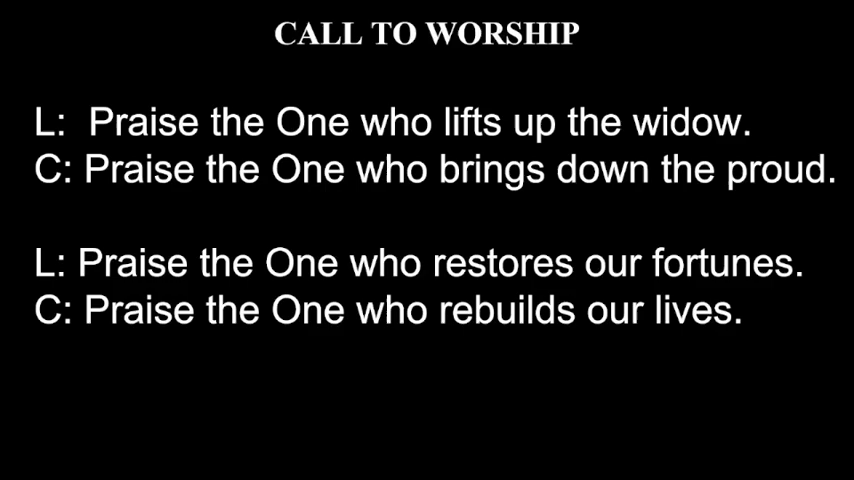 CALL TO WORSHIP
L:  Praise the One who lifts up the widow.
C: Praise the One who brings down the proud.
L: Praise the One who restores our fortunes.
C: Praise the One who rebuilds our lives.